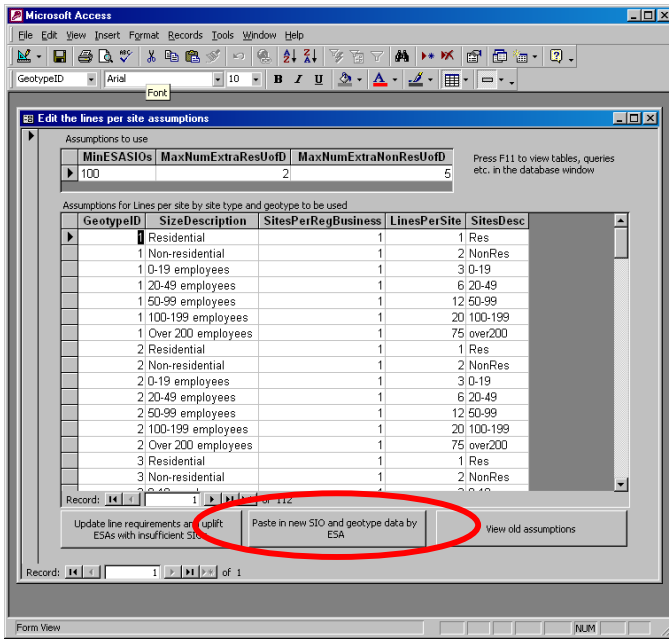 Microsoft Access
File Edit View Insert Format Records Tools Window Help
GeotypeID Arial 10 B I U A
Font
Edit the lines per site assumptions
Assumptions to use
MinESASIOs MaxNumExtraResUofD MaxNumExtraNonResUofD
100 2 5
Press F11 to view tables, queries
etc. in the database window
Assumptions for Lines per site by site type and geotype to be used
GeotypeID SizeDescription SitesPerRegBusiness LinesPerSite SitesDesc
1 Residential 1 1 Res
1 Non-residential 1 2 NonRes
1 0-19 employees 1 3 0-19
1 20-49 employees 1 6 20-49
1 50-99 employees 1 12 50-99
1 100-199 employees 1 20 100-199
1 Over 200 employees 1 75 over200
2 Residential 1 1 Res
2 Non-residential 1 2 NonRes
2 0-19 employees 1 3 0-19
2 20-49 employees 1 6 20-49
2 50-99 employees 1 12 50-99
2 100-199 employees 1 20 100-199
2 Over 200 employees 1 75 over200
3 Residential 1 1 Res
3 Non-residential 1 2 NonRes
Record: 1 of 112
Update line requirements and uplift
ESAs with insufficient SIOs
Paste in new SIO and geotype data by
ESA
View old assumptions
Record: 1 of 1
Form View NUM